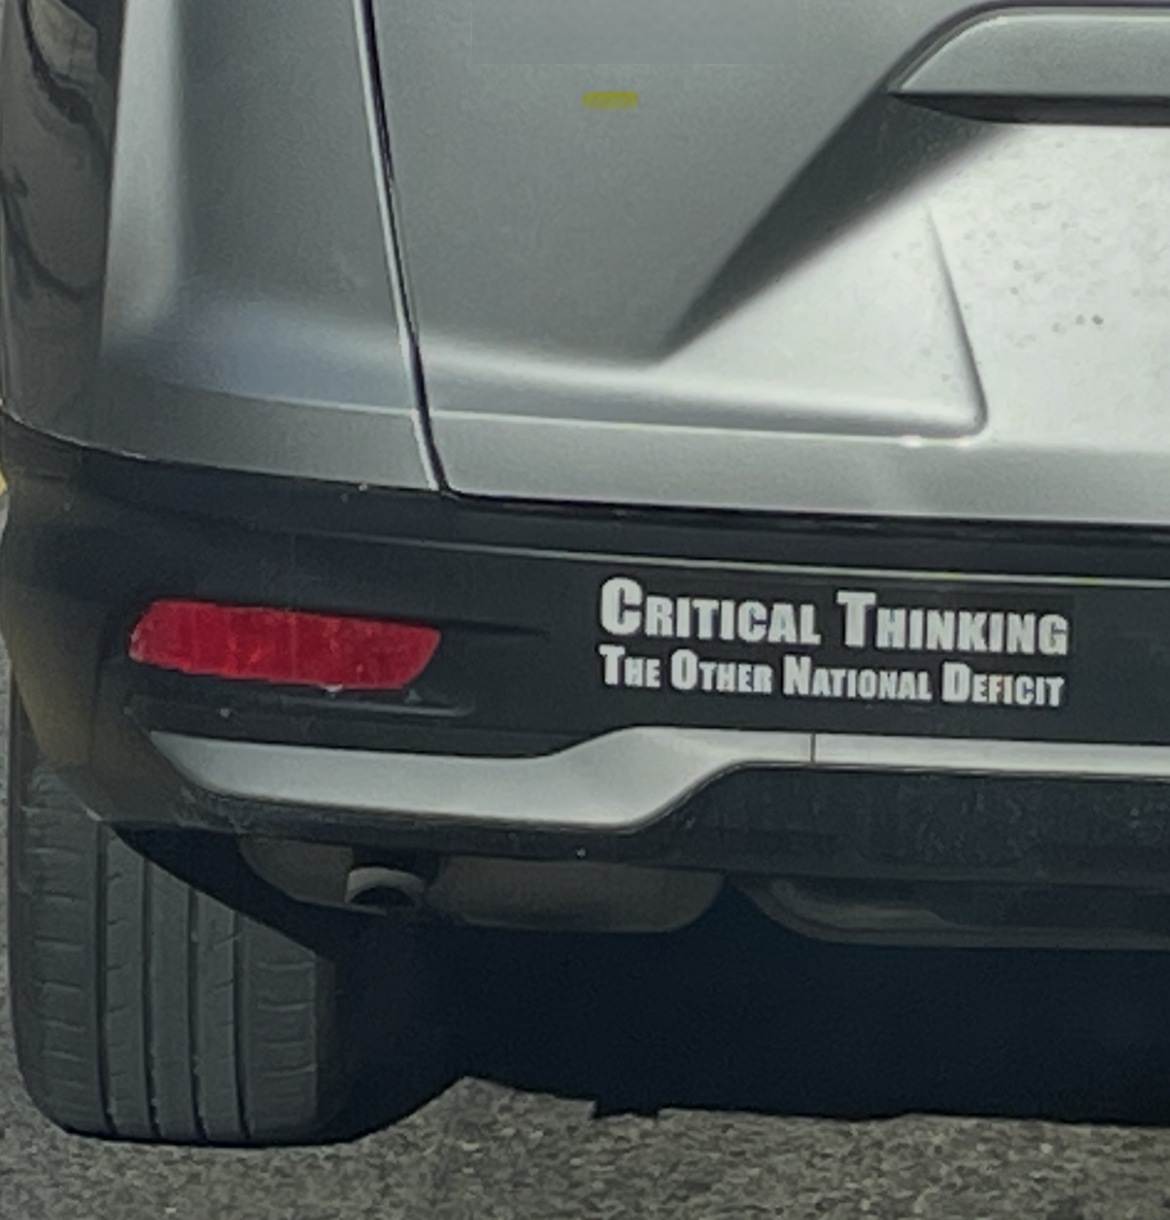 Critical Thinking
The Other National Deficit